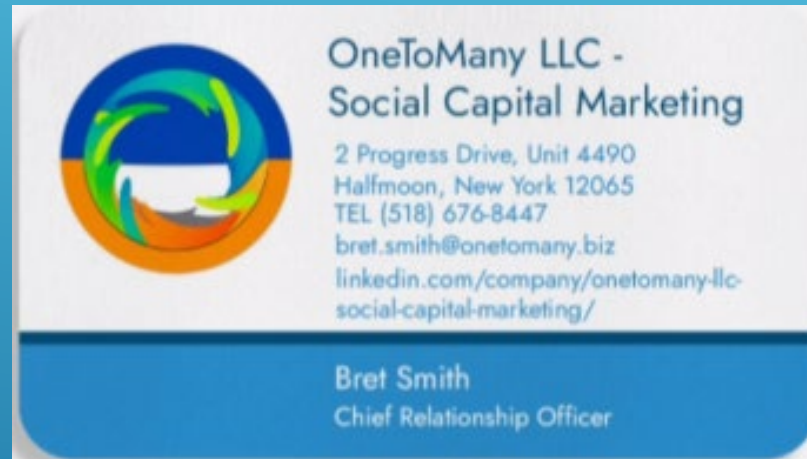 OneToMany LLC -
Social Capital Marketing
2 Progress Drive, Unit 4490
Halfmoon, New York 12065
TEL (518) 676-8447
bret.smith@onetomany.biz
linkedin.com/company/onetomany-llc-
social-capital-marketing/
Bret Smith
Chief Relationship Officer